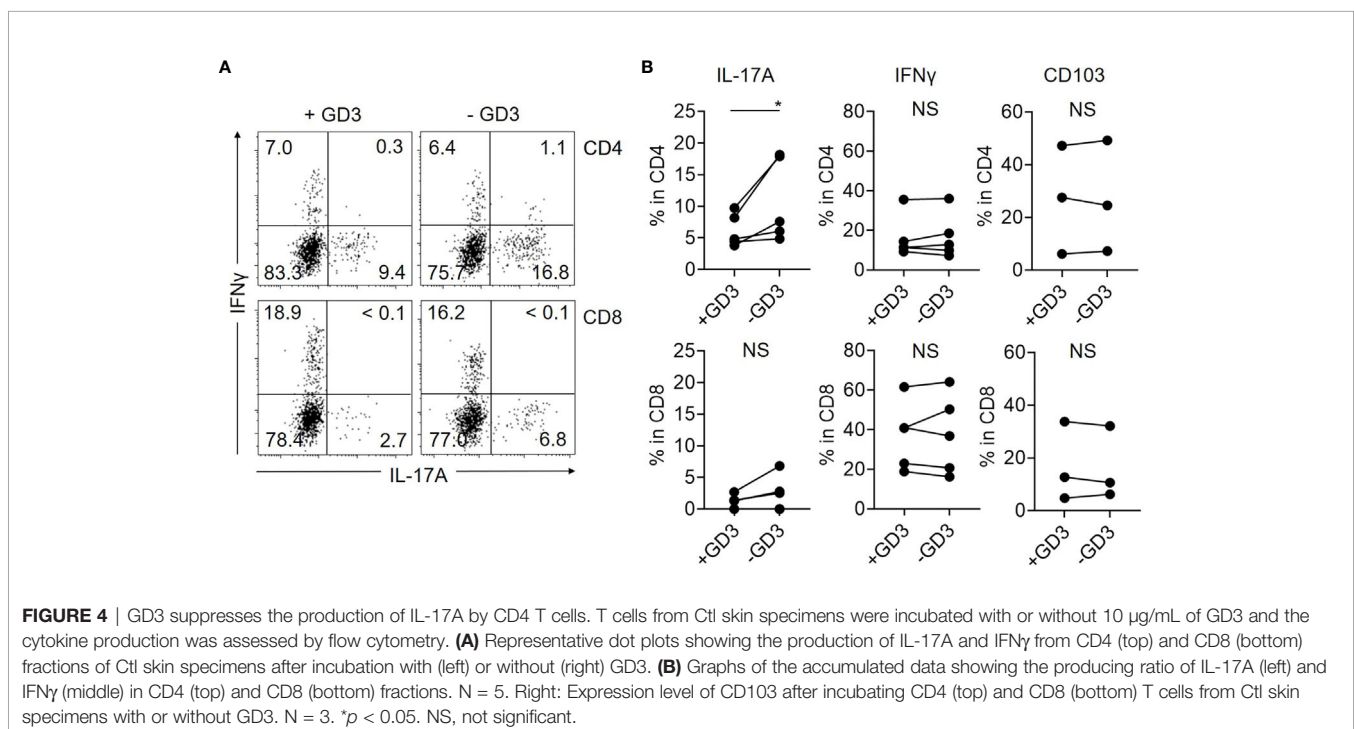 A
+ GD3
- GD3
7.0
0.3
6.4
1.1
CD4
83.3
9.4
75.7
16.8
18.9
< 0.1
16.2
< 0.1
CD8
78.4
2.7
77.0
6.8
IFNγ
IL-17A
B
IL-17A
IFNγ
CD103
25
20
15
10
5
0
% in CD4
*
+GD3
-GD3
80
60
40
20
0
% in CD4
NS
+GD3
-GD3
60
40
20
0
% in CD4
NS
+GD3
-GD3
25
20
15
10
5
0
% in CD8
NS
+GD3
-GD3
80
60
40
20
0
% in CD8
NS
+GD3
-GD3
60
40
20
0
% in CD8
NS
+GD3
-GD3
FIGURE 4 | GD3 suppresses the production of IL-17A by CD4 T cells. T cells from Ctl skin specimens were incubated with or without 10 µg/mL of GD3 and the
cytokine production was assessed by flow cytometry. (A) Representative dot plots showing the production of IL-17A and IFNγ from CD4 (top) and CD8 (bottom)
fractions of Ctl skin specimens after incubation with (left) or without (right) GD3. (B) Graphs of the accumulated data showing the producing ratio of IL-17A (left) and
IFNγ (middle) in CD4 (top) and CD8 (bottom) fractions. N = 5. Right: Expression level of CD103 after incubating CD4 (top) and CD8 (bottom) T cells from Ctl skin
specimens with or without GD3. N = 3. *p < 0.05. NS, not significant.